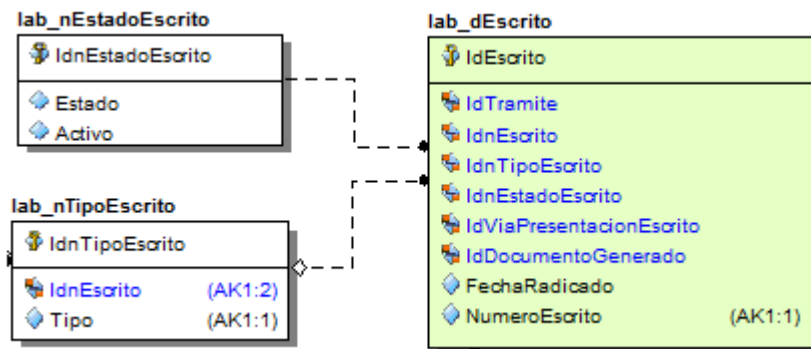 lab_nEstadoEscrito
IdnEstadoEscrito
Estado
Activo
lab_nTipoEscrito
IdnTipoEscrito
IdnEscrito (AK1:2)
Tipo (AK1:1)
lab_dEscrito
IdEscrito
IdTramite
IdnEscrito
IdnTipoEscrito
IdnEstadoEscrito
IdViaPresentacionEscrito
IdDocumentoGenerado
FechaRadicado
NumeroEscrito (AK1:1)